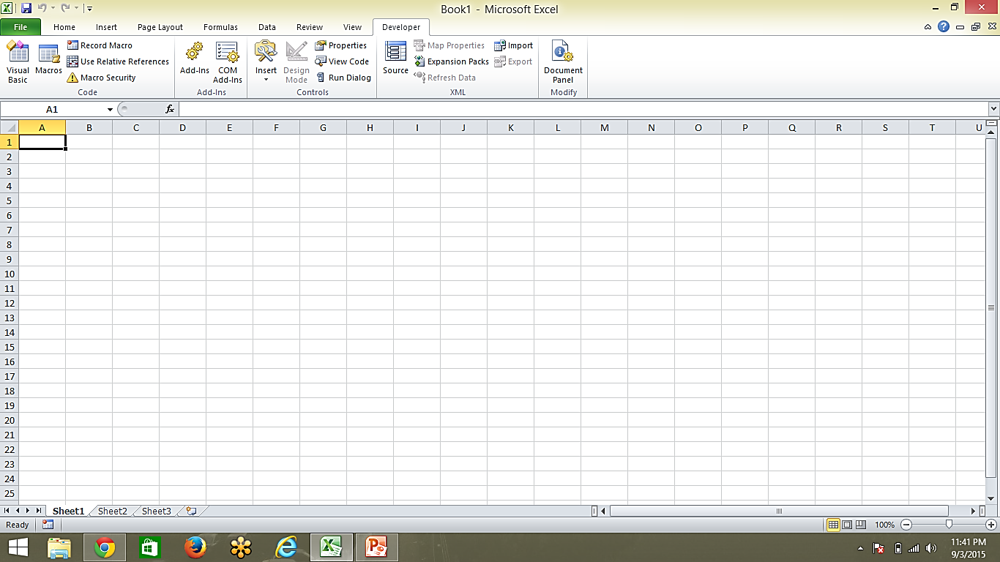 Book1 - Microsoft Excel
File Home Insert Page Layout Formulas Data Review View Developer
Visual Basic
Macros
Record Macro
Use Relative References
Macro Security
Code
Add-Ins
COM Add-Ins
Add-Ins
Insert
Design Mode
Properties
View Code
Run Dialog
Controls
Source
Map Properties
Expansion Packs
Refresh Data
Import
Export
XML
Document Panel
Modify
A1 fx
A B C D E F G H I J K L M N O P Q R S T U
1
2
3
4
5
6
7
8
9
10
11
12
13
14
15
16
17
18
19
20
21
22
23
24
25
Sheet1 Sheet2 Sheet3
Ready 100%
11:41 PM
9/3/2015